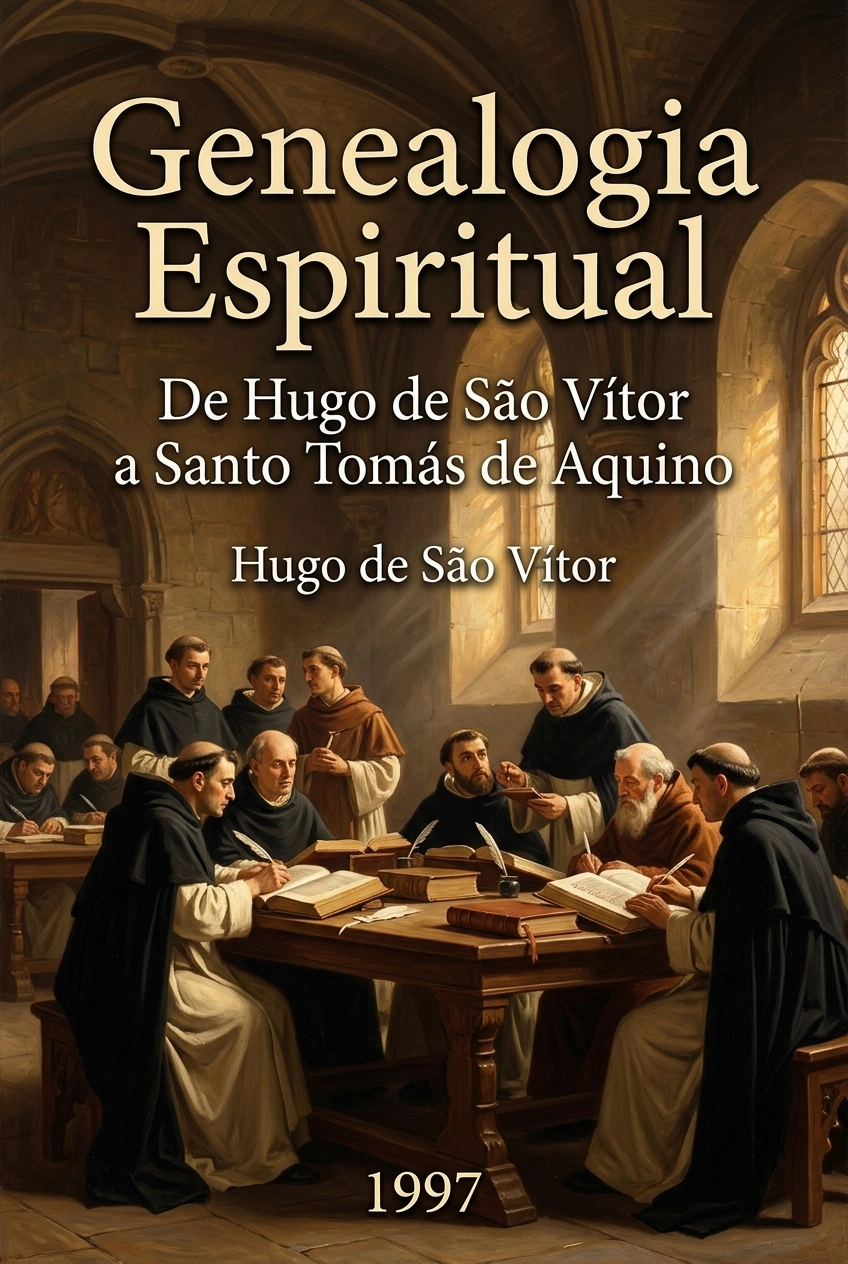 Genealogia
Espiritual
De Hugo de São Vítor
a Santo Tomás de Aquino
Hugo de São Vítor
1997